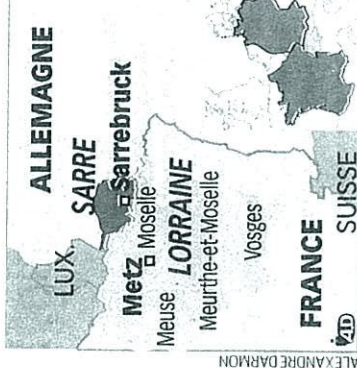 ALLEMAGNE
LUX.
SARRE
Sarrebruck
Metz
Moselle
Meuse
LORRAINE
Meurthe-et-Moselle
Vosges
FRANCE
SUISSE
ALEXANDRE DARMON